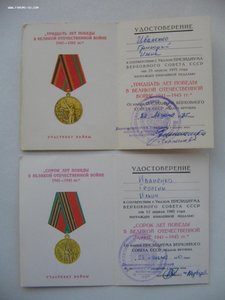 "ТРИДЦАТЬ ЛЕТ ПОБЕДЫ
В ВЕЛИКОЙ ОТЕЧЕСТВЕННОЙ ВОЙНЕ
1941—1945 гг."
УЧАСТНИКУ ВОЙНЫ
УДОСТОВЕРЕНИЕ
Иваненко
в соответствии с Указом ПРЕЗИДИУМА
ВЕРХОВНОГО СОВЕТА СССР
от 25 апреля 1975 года
награжден юбилейной медалью
"ТРИДЦАТЬ ЛЕТ ПОБЕДЫ
В ВЕЛИКОЙ ОТЕЧЕСТВЕННОЙ
ВОЙНЕ 1941—1945 гг."
От имени ПРЕЗИДИУМА ВЕРХОВНОГО
СОВЕТА СССР медаль вручена
"СОРОК ЛЕТ ПОБЕДЫ
В ВЕЛИКОЙ ОТЕЧЕСТВЕННОЙ ВОЙНЕ
1941—1945 гг."
УЧАСТНИКУ ВОЙНЫ
УДОСТОВЕРЕНИЕ
Иваненко
Ильич
в соответствии с Указом ПРЕЗИДИУМА
ВЕРХОВНОГО СОВЕТА СССР
от 12 апреля 1985 года
награжден юбилейной медалью
"СОРОК ЛЕТ ПОБЕДЫ
В ВЕЛИКОЙ ОТЕЧЕСТВЕННОЙ ВОЙНЕ
1941—1945 гг."
От имени ПРЕЗИДИУМА ВЕРХОВНОГО
СОВЕТА СССР медаль вручена